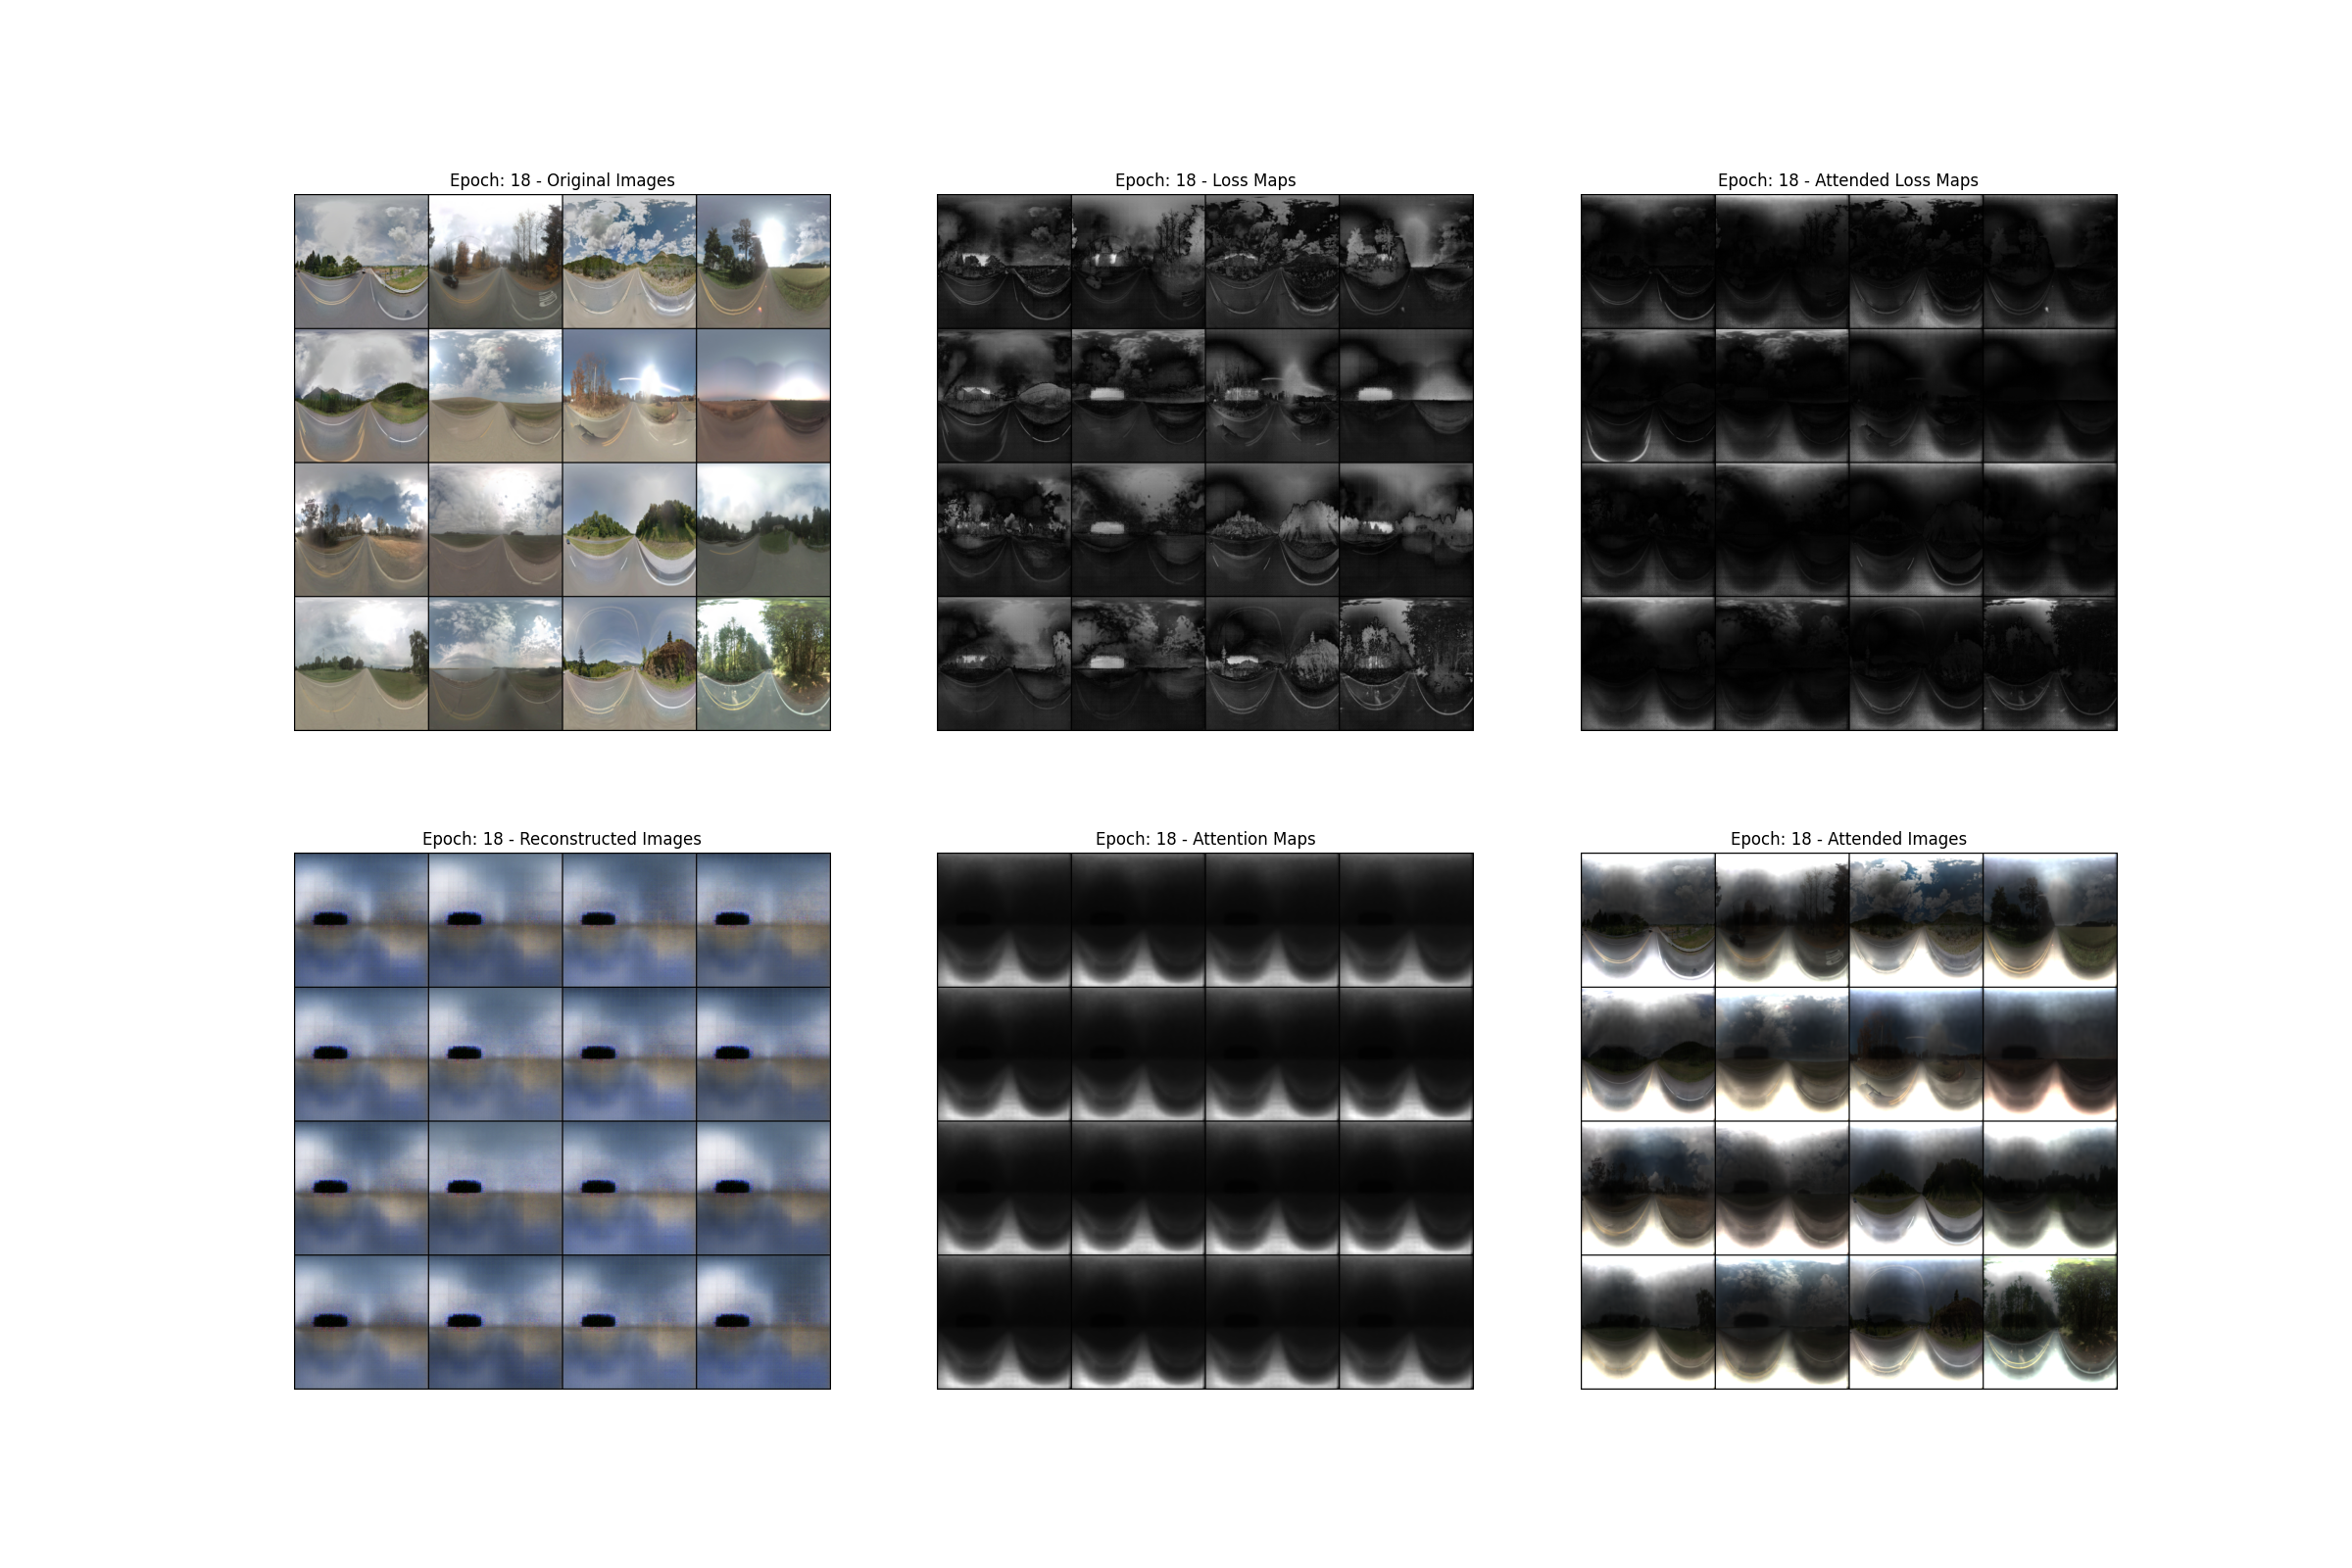 Epoch: 18 - Original Images
Epoch: 18 - Loss Maps
Epoch: 18 - Attended Loss Maps
Epoch: 18 - Reconstructed Images
Epoch: 18 - Attention Maps
Epoch: 18 - Attended Images